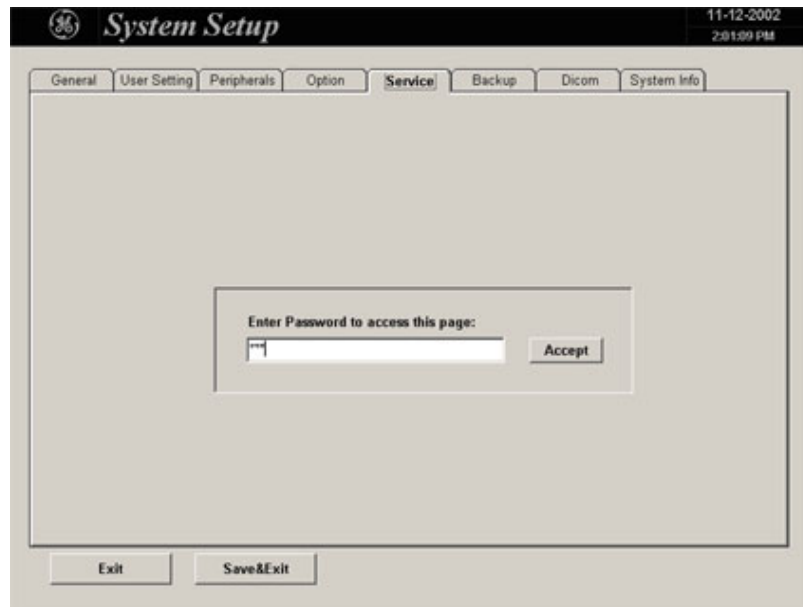 System Setup
11-12-2002
2:01:09 PM
General User Setting Peripherals Option Service Backup Dicom System Info
Enter Password to access this page:
***
Accept
Exit Save&Exit